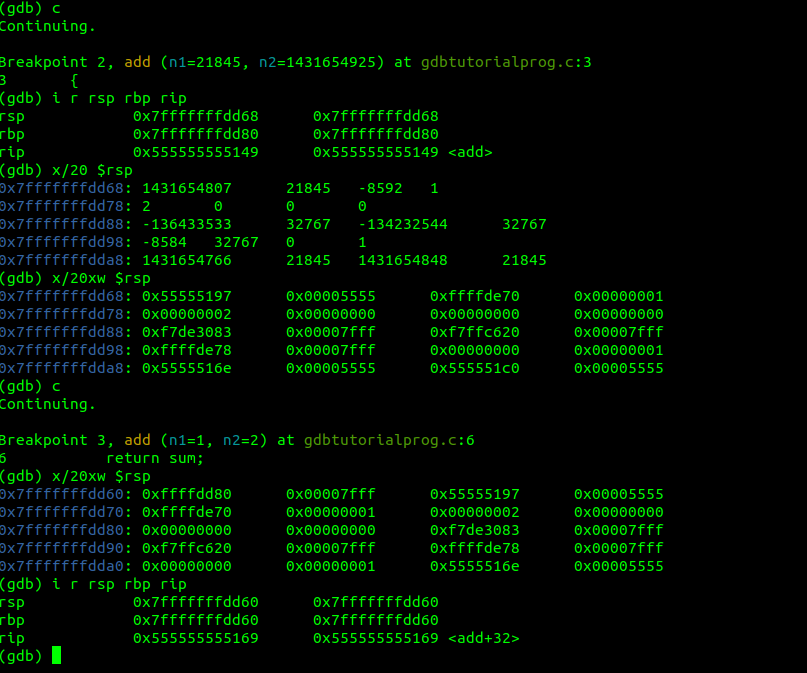 (gdb) c
Continuing.
Breakpoint 2, add (n1=21845, n2=1431654925) at gdbtutorialprog.c:3
3 {
(gdb) i r rsp rbp rip
rsp 0x7fffffffdd68 0x7fffffffdd68
rbp 0x7fffffffdd80 0x7fffffffdd80
rip 0x555555555149 0x555555555149 <add>
(gdb) x/20 $rsp
0x7fffffffdd68: 1431654807 21845 -8592 1
0x7fffffffdd78: 2 0 0 0
0x7fffffffdd88: -136433533 32767 -134232544 32767
0x7fffffffdd98: -8584 32767 0 1
0x7fffffffdda8: 1431654766 21845 1431654848 21845
(gdb) x/20xw $rsp
0x7fffffffdd68: 0x55555197 0x00005555 0xffffde70 0x00000001
0x7fffffffdd78: 0x00000002 0x00000000 0x00000000 0x00000000
0x7fffffffdd88: 0xf7de3083 0x00007fff 0xf7ffc620 0x00007fff
0x7fffffffdd98: 0xffffde78 0x00007fff 0x00000000 0x00000001
0x7fffffffdda8: 0x5555516e 0x00005555 0x555551c0 0x00005555
(gdb) c
Continuing.
Breakpoint 3, add (n1=1, n2=2) at gdbtutorialprog.c:6
6 return sum;
(gdb) x/20xw $rsp
0x7fffffffdd60: 0xffffdd80 0x00007fff 0x55555197 0x00005555
0x7fffffffdd70: 0xffffde70 0x00000001 0x00000002 0x00000000
0x7fffffffdd80: 0x00000000 0x00000000 0xf7de3083 0x00007fff
0x7fffffffdd90: 0xf7ffc620 0x00007fff 0xffffde78 0x00007fff
0x7fffffffdda0: 0x00000000 0x00000001 0x5555516e 0x00005555
(gdb) i r rsp rbp rip
rsp 0x7fffffffdd60 0x7fffffffdd60
rbp 0x7fffffffdd60 0x7fffffffdd60
rip 0x555555555169 0x555555555169 <add+32>
(gdb)